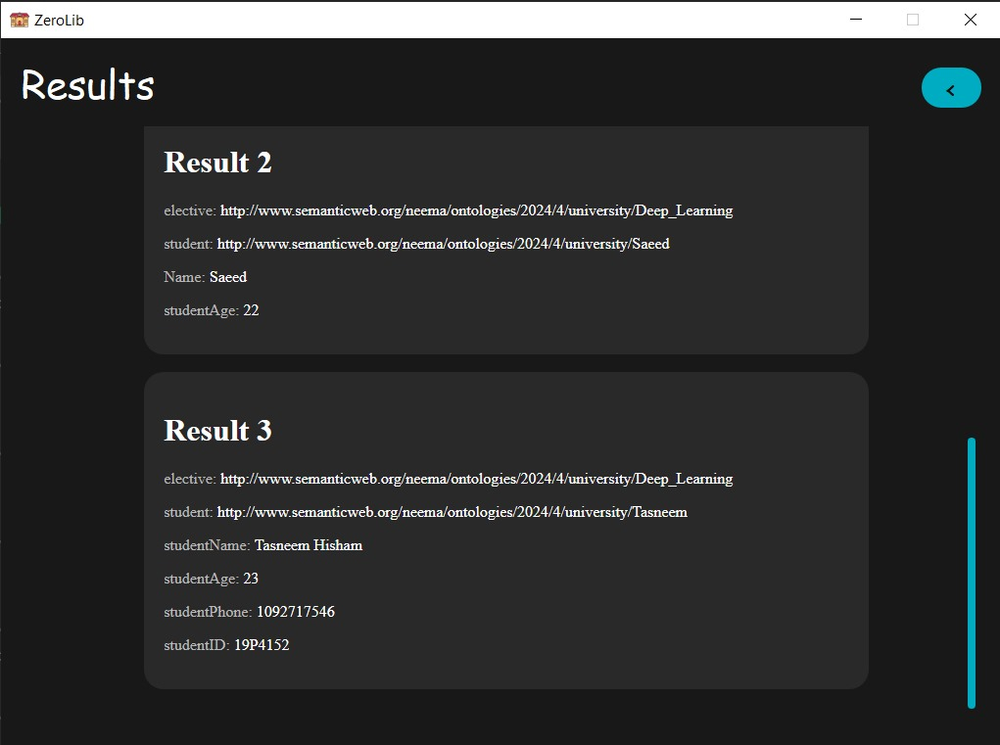 ZeroLib
Results
<
Result 2
elective: http://www.semanticweb.org/neema/ontologies/2024/4/university/Deep_Learning
student: http://www.semanticweb.org/neema/ontologies/2024/4/university/Saeed
Name: Saeed
studentAge: 22
Result 3
elective: http://www.semanticweb.org/neema/ontologies/2024/4/university/Deep_Learning
student: http://www.semanticweb.org/neema/ontologies/2024/4/university/Tasneem
studentName: Tasneem Hisham
studentAge: 23
studentPhone: 1092717546
studentID: 19P4152